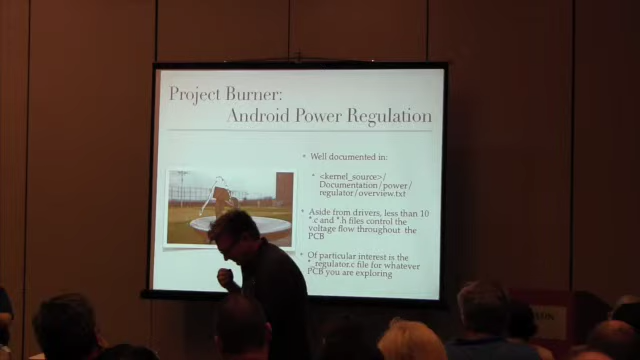 Project Burner:
Android Power Regulation
• Well documented in:
• <kernel_source>/
Documentation/power/
regulator/overview.txt
• Aside from drivers, less than 10
*.c and *.h files control the
voltage flow throughout the
PCB
• Of particular interest is the
*_regulator.c file for whatever
PCB you are exploring